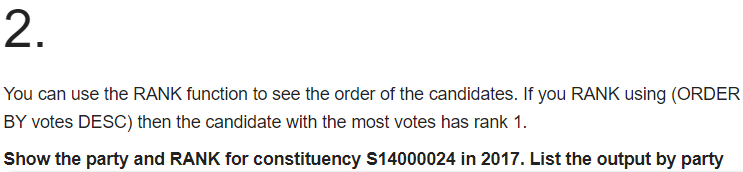 2.
You can use the RANK function to see the order of the candidates. If you RANK using (ORDER
BY votes DESC) then the candidate with the most votes has rank 1.
Show the party and RANK for constituency S14000024 in 2017. List the output by party